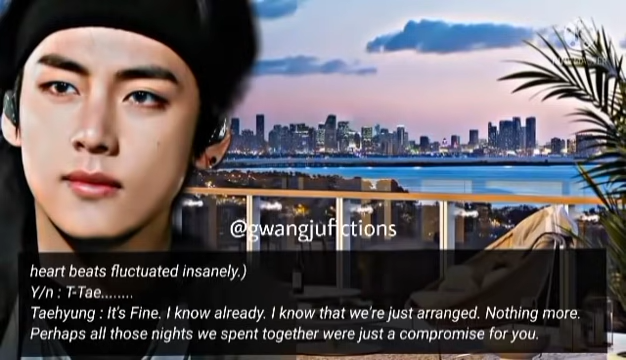 @gwangjufictions
heart beats fluctuated insanely.)
Y/n : T-Tae........
Taehyung : It's Fine. I know already. I know that we're just arranged. Nothing more.
Perhaps all those nights we spent together were just a compromise for you.